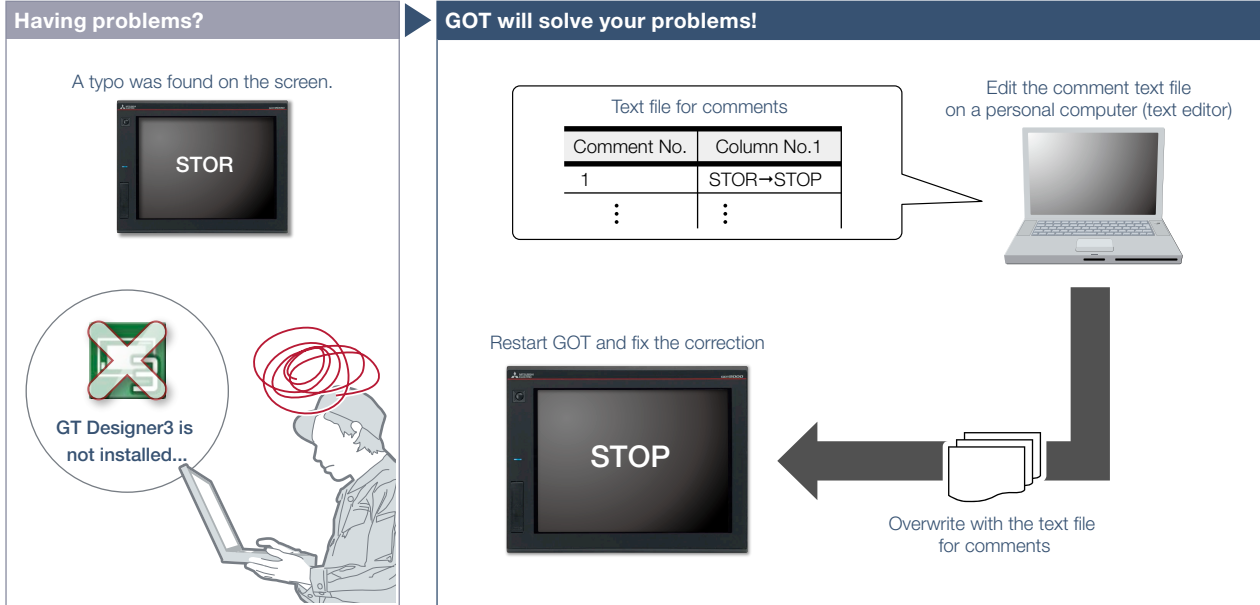 Having problems?
A typo was found on the screen.
STOR
GT Designer3 is
not installed...
GOT will solve your problems!
Text file for comments
Comment No. Column No.1
1 STOR→STOP
⋮ ⋮
Edit the comment text file
on a personal computer (text editor)
Overwrite with the text file
for comments
Restart GOT and fix the correction
STOP